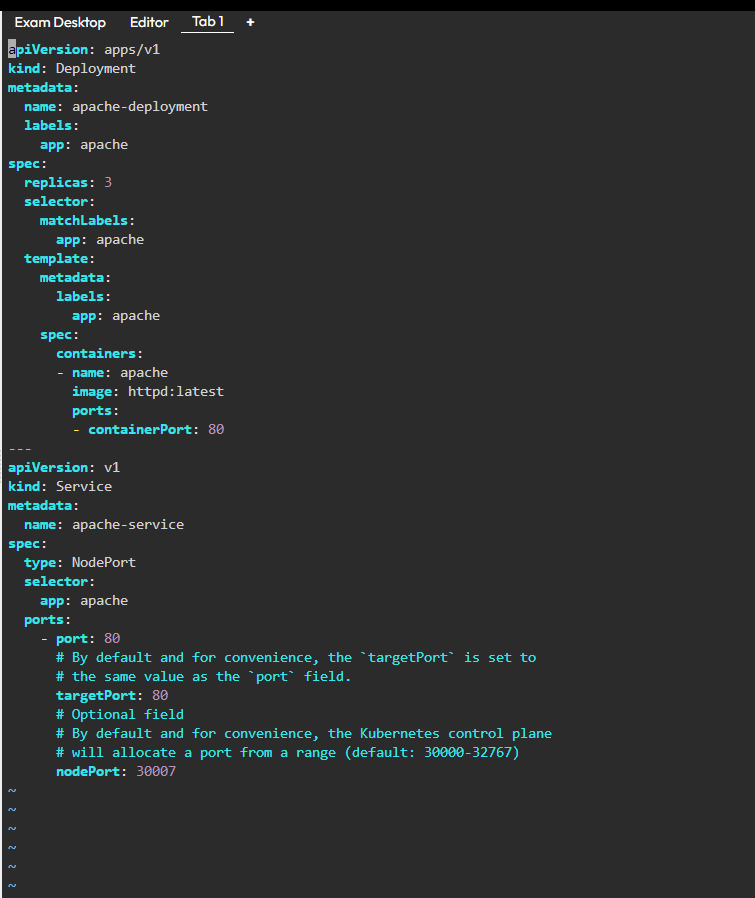 Exam Desktop Editor Tab 1 +
apiVersion: apps/v1
kind: Deployment
metadata:
  name: apache-deployment
  labels:
    app: apache
spec:
  replicas: 3
  selector:
    matchLabels:
      app: apache
  template:
    metadata:
      labels:
        app: apache
    spec:
      containers:
      - name: apache
        image: httpd:latest
        ports:
        - containerPort: 80
---
apiVersion: v1
kind: Service
metadata:
  name: apache-service
spec:
  type: NodePort
  selector:
    app: apache
  ports:
    - port: 80
      # By default and for convenience, the `targetPort` is set to
      # the same value as the `port` field.
      targetPort: 80
      # Optional field
      # By default and for convenience, the Kubernetes control plane
      # will allocate a port from a range (default: 30000-32767)
      nodePort: 30007
~
~
~
~
~
~